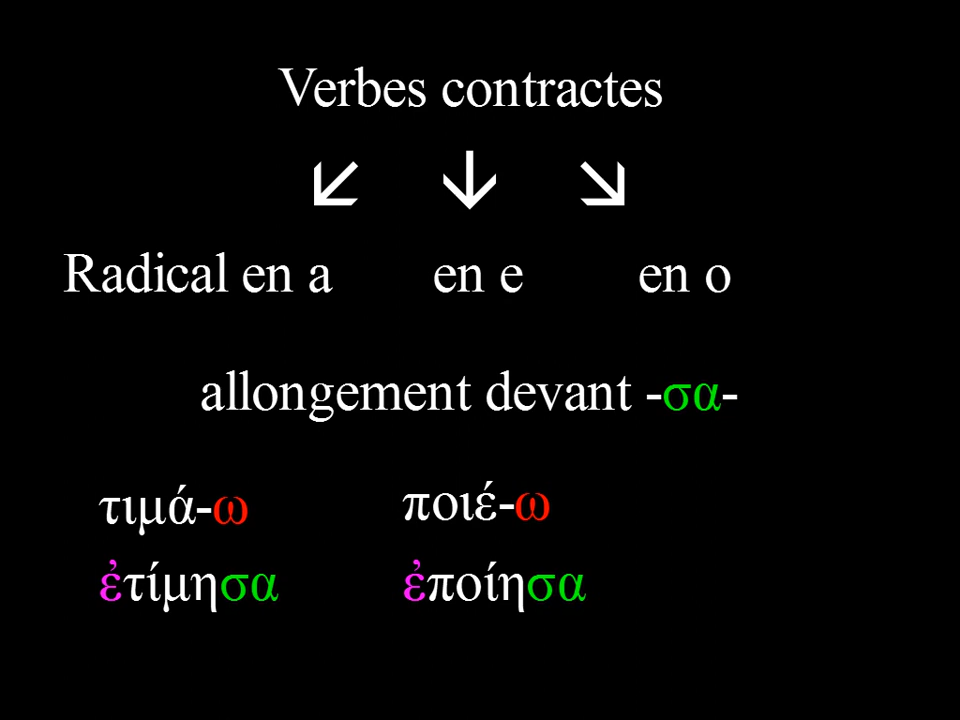 Verbes contractes
↙ ↓ ↘
Radical en a en e en o
allongement devant -σα-
τιμά-ω ποιέ-ω
ἐτίμησα ἐποίησα